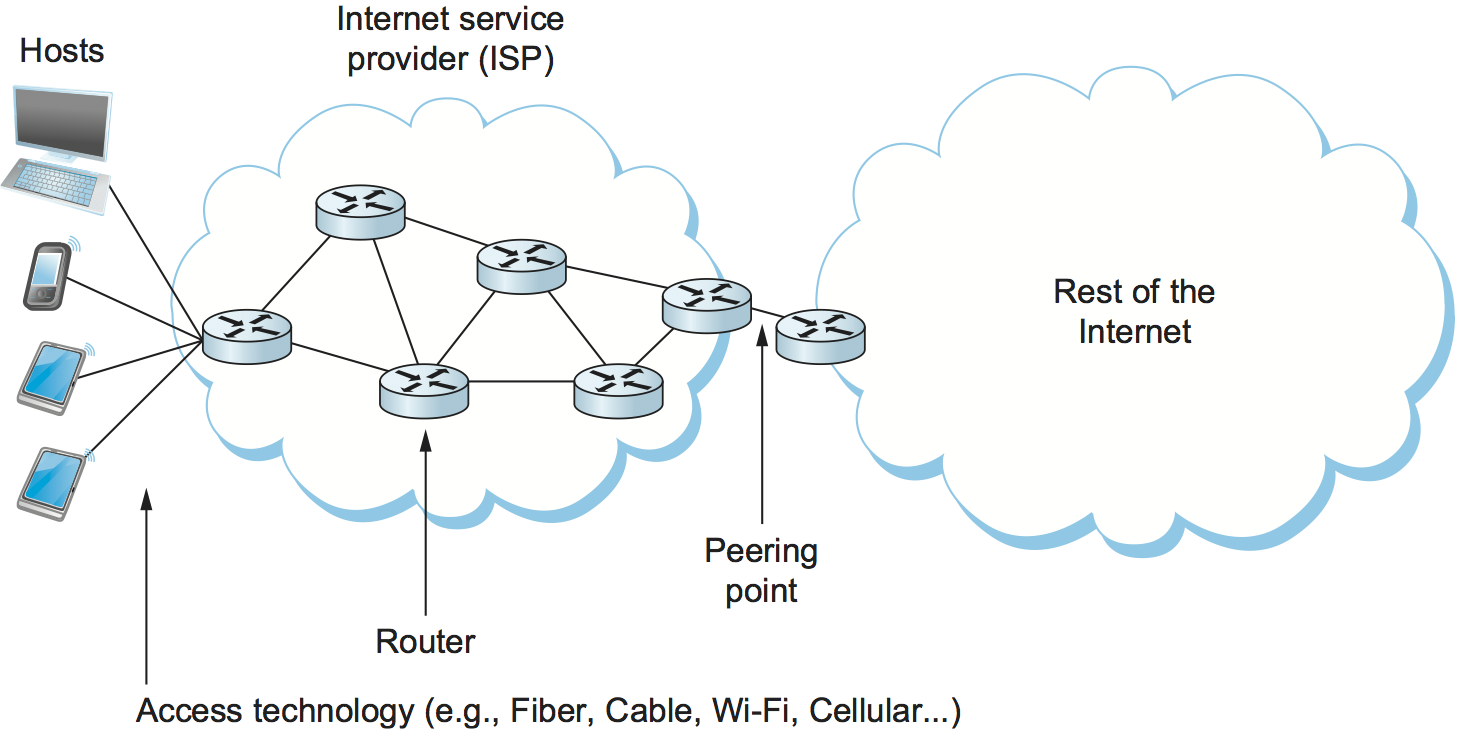 Internet service
provider (ISP)
Hosts
Rest of the
Internet
Peering
point
Router
Access technology (e.g., Fiber, Cable, Wi-Fi, Cellular...)